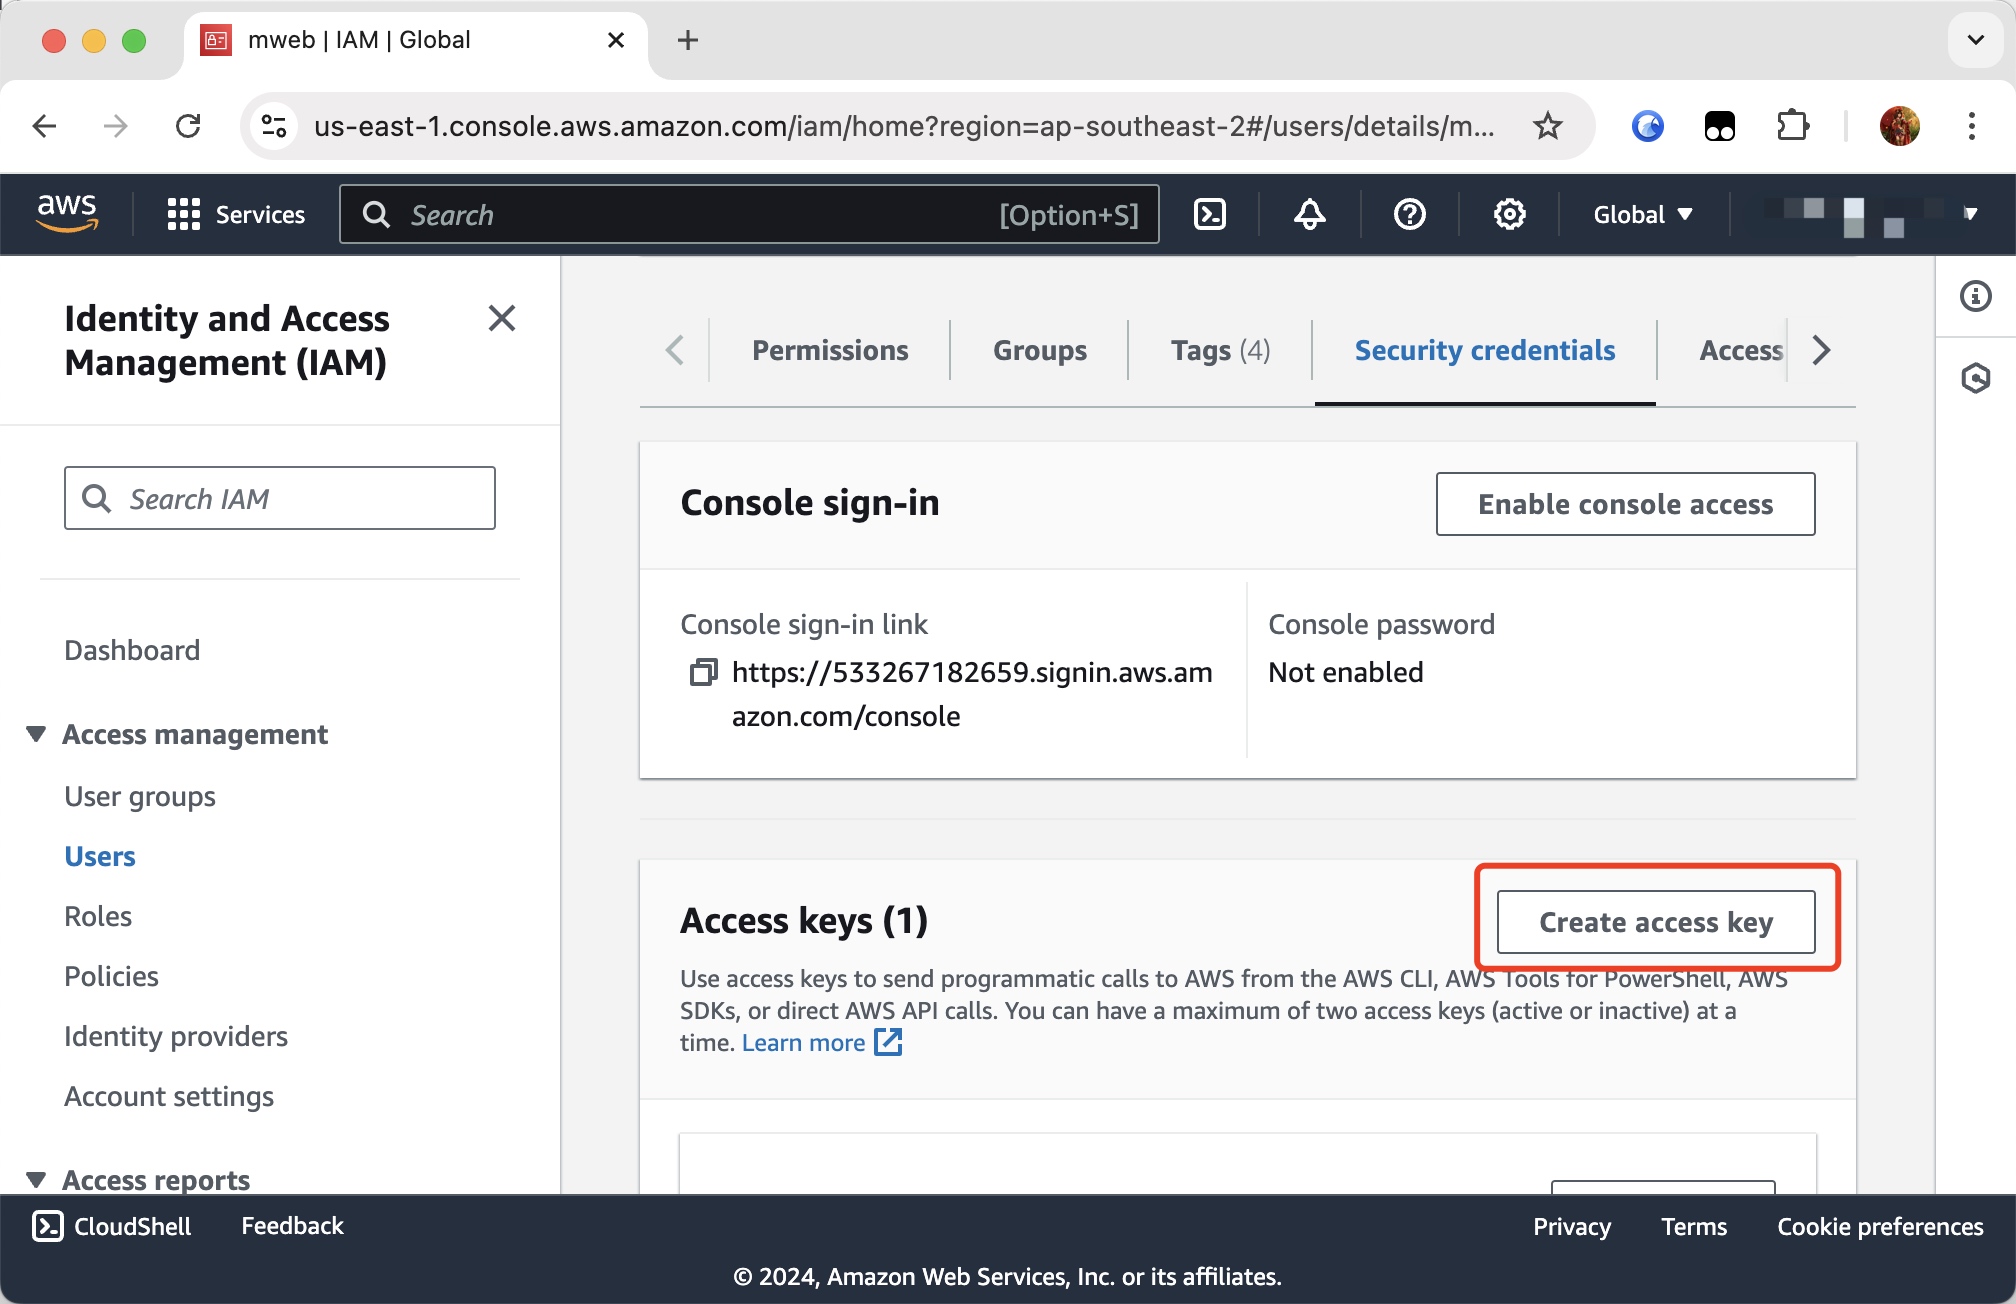 mweb | IAM | Global
us-east-1.console.aws.amazon.com/iam/home?region=ap-southeast-2#/users/details/m...
aws
Services
Search
[Option+S]
Global
Identity and Access
Management (IAM)
Search IAM
Dashboard
Access management
User groups
Users
Roles
Policies
Identity providers
Account settings
Access reports
Permissions
Groups
Tags (4)
Security credentials
Access
Console sign-in
Enable console access
Console sign-in link
https://533267182659.signin.aws.am
azon.com/console
Console password
Not enabled
Access keys (1)
Create access key
Use access keys to send programmatic calls to AWS from the AWS CLI, AWS Tools for PowerShell, AWS
SDKs, or direct AWS API calls. You can have a maximum of two access keys (active or inactive) at a
time. Learn more
CloudShell
Feedback
Privacy
Terms
Cookie preferences
© 2024, Amazon Web Services, Inc. or its affiliates.